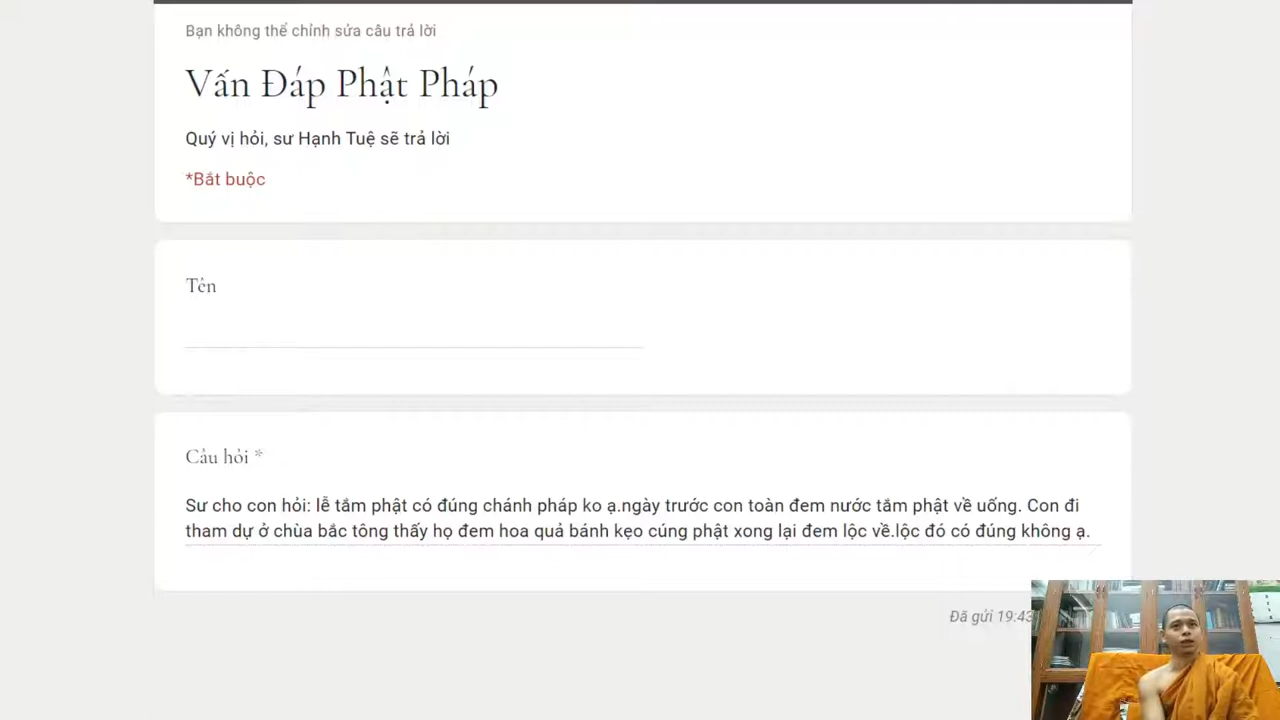 Bạn không thể chỉnh sửa câu trả lời
Vấn Đáp Phật Pháp
Quý vị hỏi, sư Hạnh Tuệ sẽ trả lời
*Bắt buộc
Tên
Câu hỏi *
Sư cho con hỏi: lễ tắm phật có đúng chánh pháp ko ạ.ngày trước con toàn đem nước tắm phật về uống. Con đi
tham dự ở chùa bắc tông thấy họ đem hoa quả bánh kẹo cúng phật xong lại đem lộc về.lộc đó có đúng không ạ.
Đã gửi 19:43